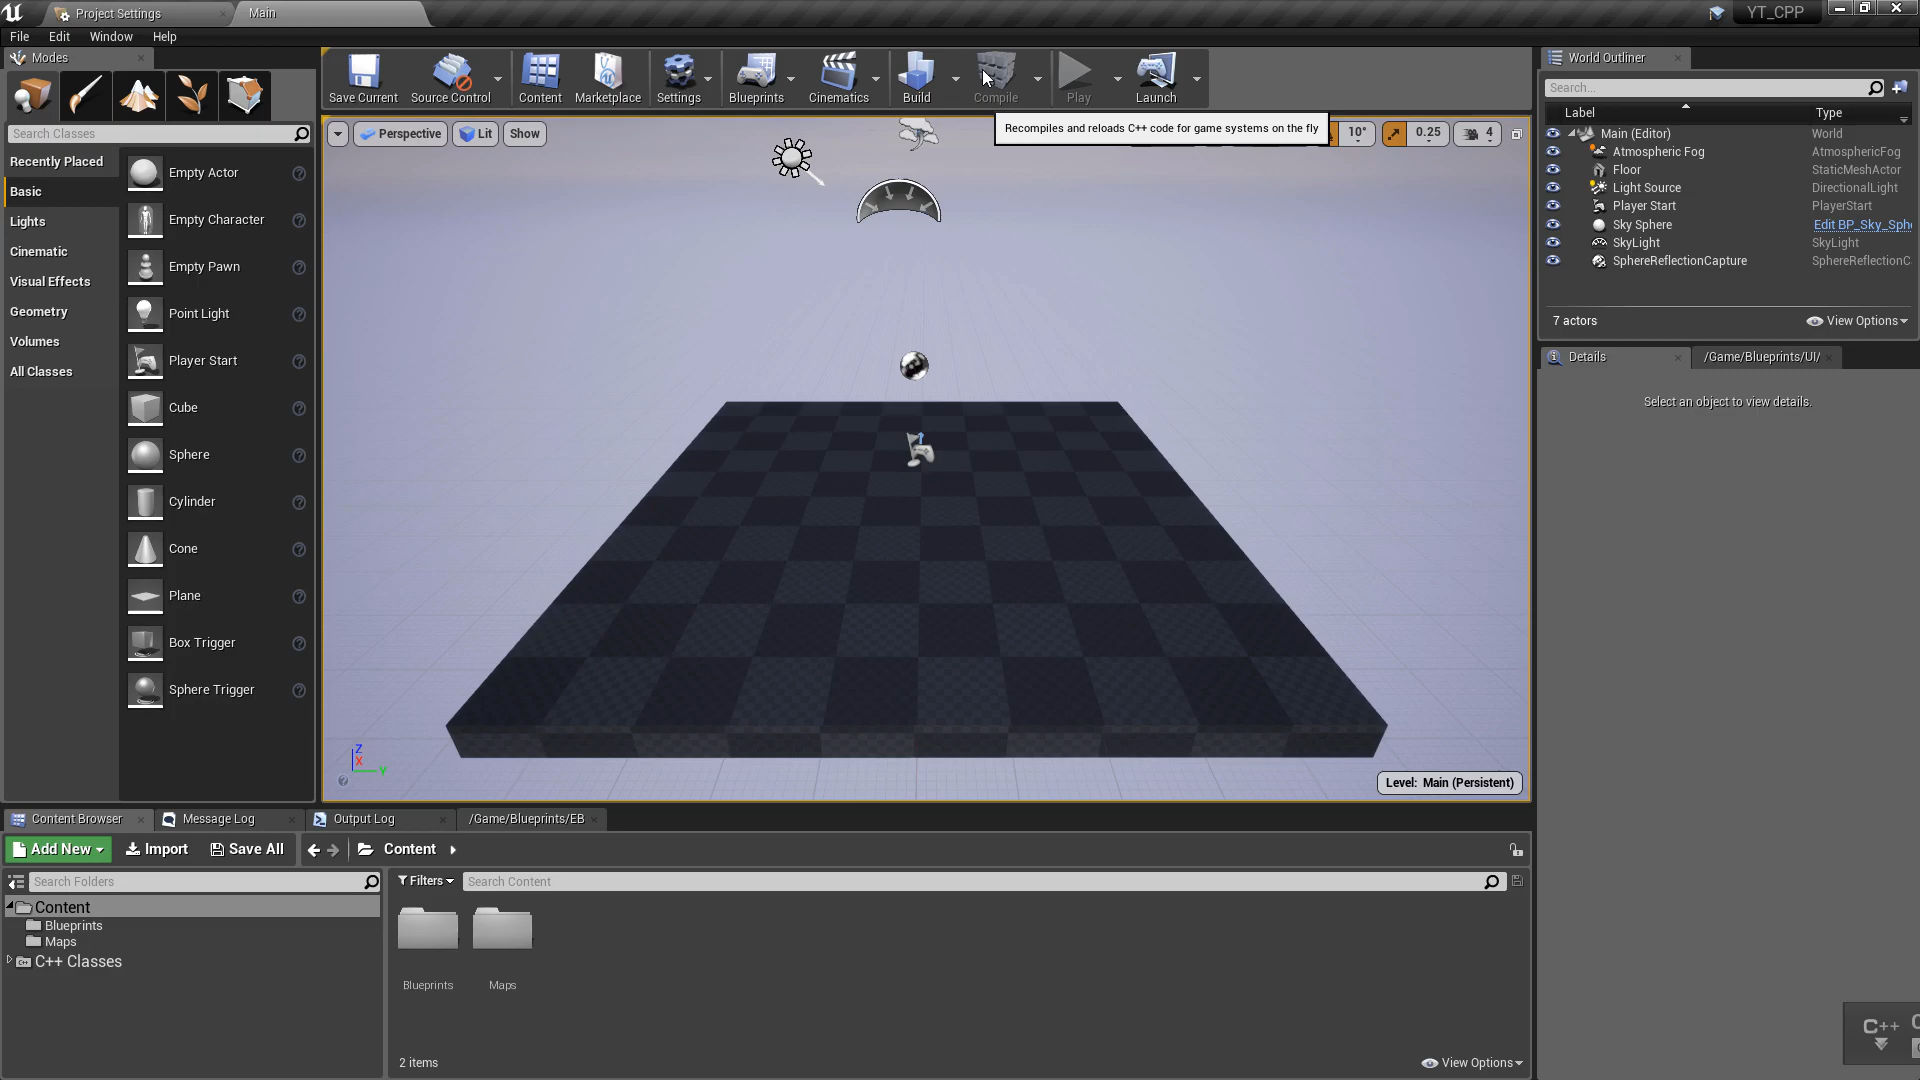 Project Settings
Main
YT_CPP
File
Edit
Window
Help
Modes
Save Current
Source Control
Content
Marketplace
Settings
Blueprints
Cinematics
Build
Compile
Play
Launch
World Outliner
Search...
Label
Type
Search Classes
Perspective
Lit
Show
Recompiles and reloads C++ code for game systems on the fly
10°
0.25
4
Recently Placed
Basic
Lights
Cinematic
Visual Effects
Geometry
Volumes
All Classes
Empty Actor
Empty Character
Empty Pawn
Point Light
Player Start
Cube
Sphere
Cylinder
Cone
Plane
Box Trigger
Sphere Trigger
Main (Editor)
World
Atmospheric Fog
AtmosphericFog
Floor
StaticMeshActor
Light Source
DirectionalLight
Player Start
PlayerStart
Sky Sphere
Edit BP_Sky_Sph
SkyLight
SkyLight
SphereReflectionCapture
SphereReflectionC
7 actors
View Options
Details
/Game/Blueprints/UI/
Select an object to view details.
Z
X
Y
Level: Main (Persistent)
Content Browser
Message Log
Output Log
/Game/Blueprints/EB
Add New
Import
Save All
Content
Search Folders
Filters
Search Content
Content
Blueprints
Maps
C++ Classes
Blueprints
Maps
2 items
View Options
C++